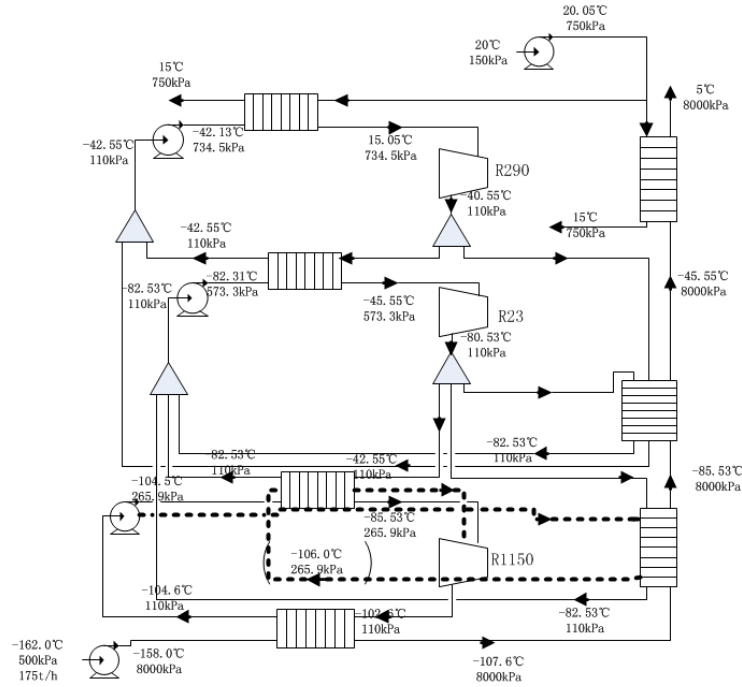 20.05℃
750kPa
20℃
150kPa
15℃
750kPa
5℃
8000kPa
-42.13℃
734.5kPa
-42.55℃
110kPa
15.05℃
734.5kPa
R290
-40.55℃
110kPa
15℃
750kPa
-42.55℃
110kPa
-82.31℃
573.3kPa
-82.53℃
110kPa
-45.55℃
573.3kPa
R23
-45.55℃
8000kPa
-80.53℃
110kPa
-82.53℃
110kPa
-82.53℃
110kPa
-42.55℃
110kPa
-85.53℃
8000kPa
-104.5℃
265.9kPa
-85.53℃
265.9kPa
-106.0℃
265.9kPa
R1150
-104.6℃
110kPa
-102.6℃
110kPa
-82.53℃
110kPa
-162.0℃
500kPa
175t/h
-158.0℃
8000kPa
-107.6℃
8000kPa